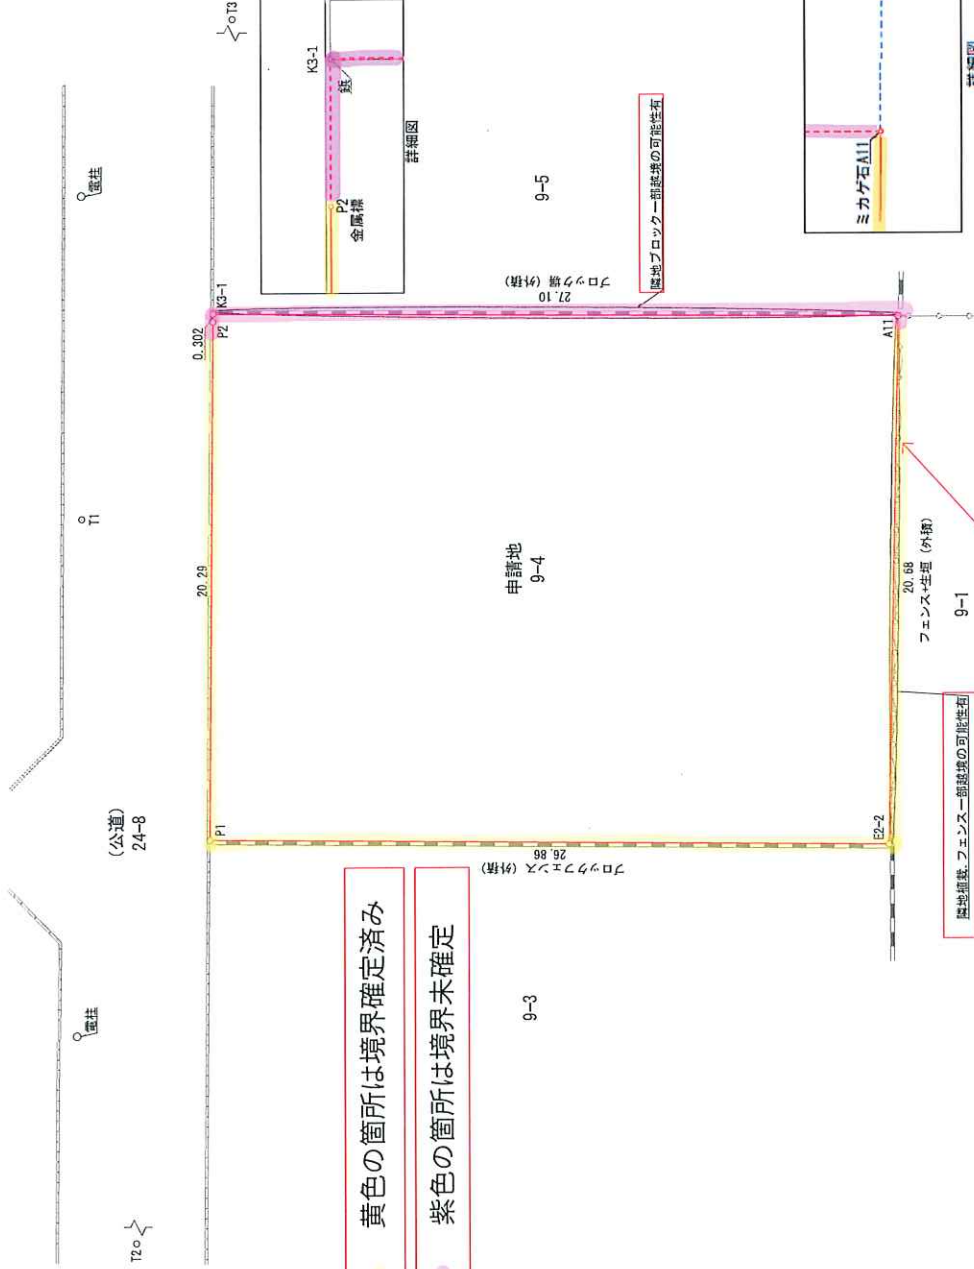 T3
電柱
T1
(公道)
24-8
電柱
T2
K3-1
鋲
P2
金属標
詳細図
0.302
K3-1
P2
20.29
P1
9-5
ブロック塀 (外積)
27.10
隣地ブロック一部越境の可能性有
申請地
9-4
ブロックフェンス (外積)
26.86
黄色の箇所は境界確定済み
紫色の箇所は境界未確定
9-3
ミカゲ石A11
詳細図
A11
E2-2
20.68
フェンス+生垣 (外積)
9-1
隣地植栽、フェンス一部越境の可能性有